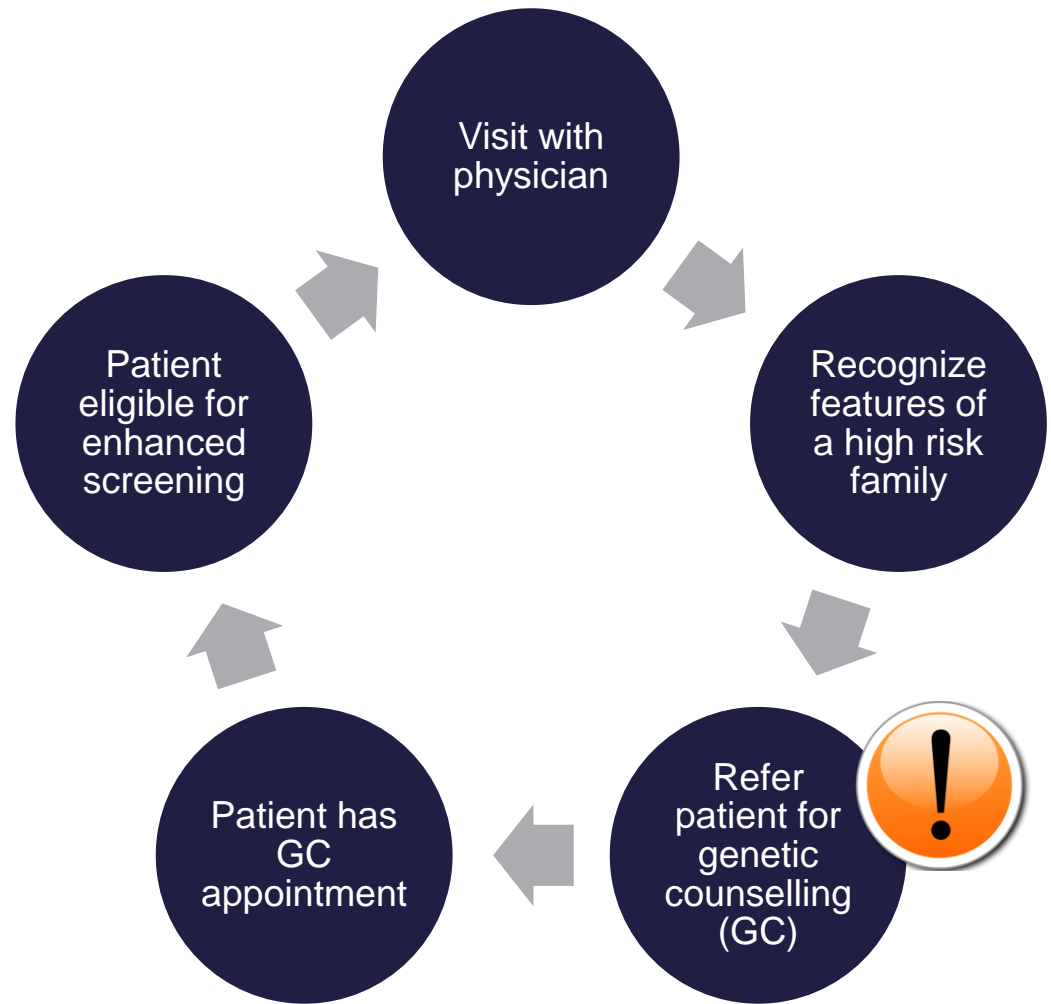 Visit with
physician
Recognize
features of
a high risk
family
Refer
patient for
genetic
counselling
(GC)
Patient has
GC
appointment
Patient
eligible for
enhanced
screening
!